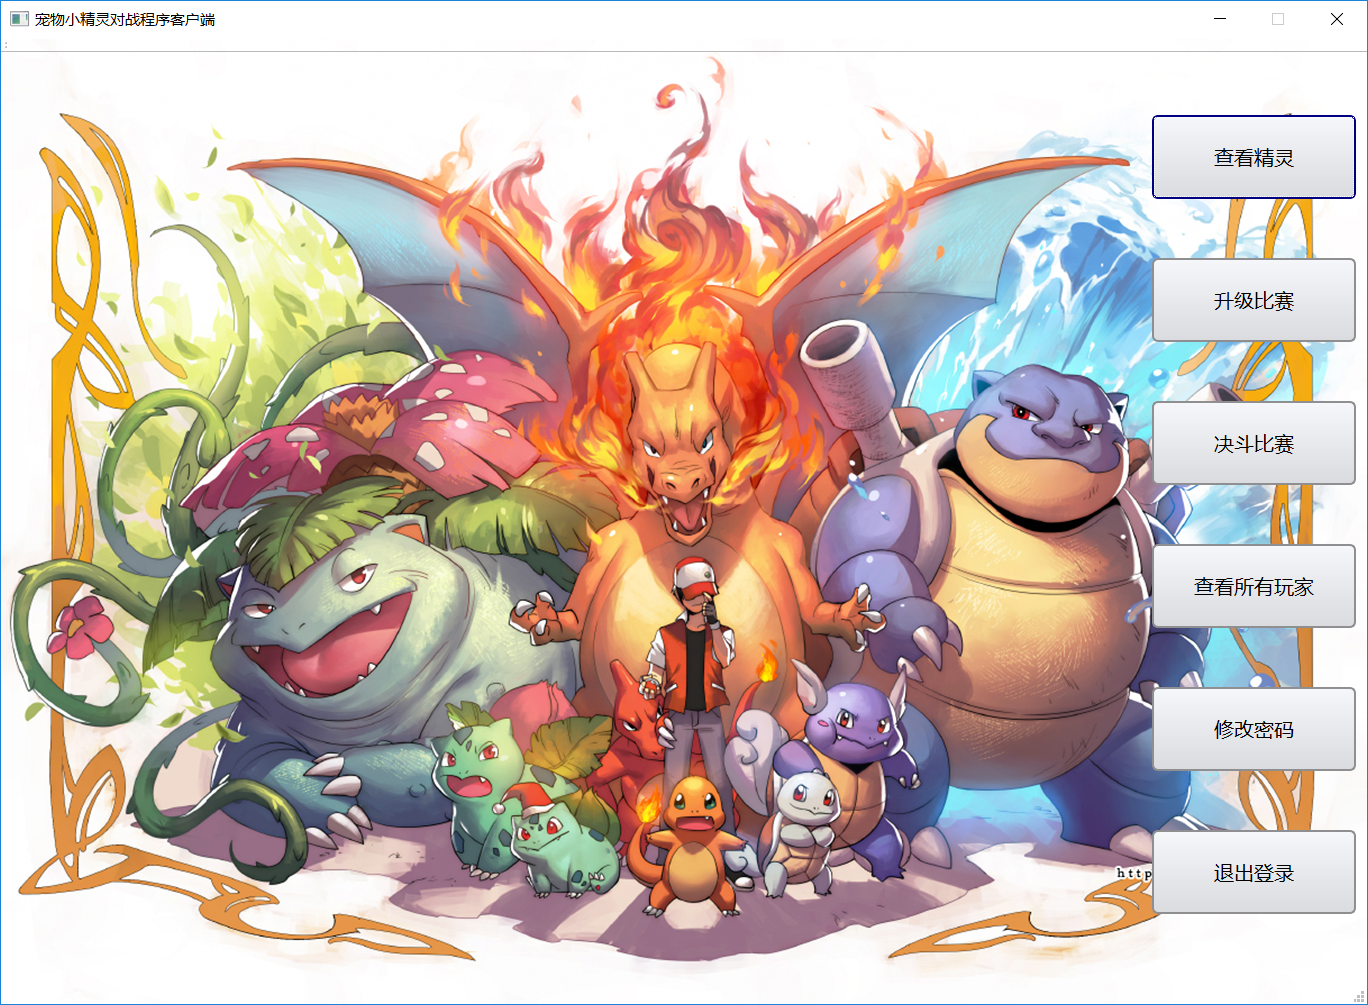 宠物小精灵对战程序客户端
查看精灵
升级比赛
决斗比赛
查看所有玩家
修改密码
http
退出登录